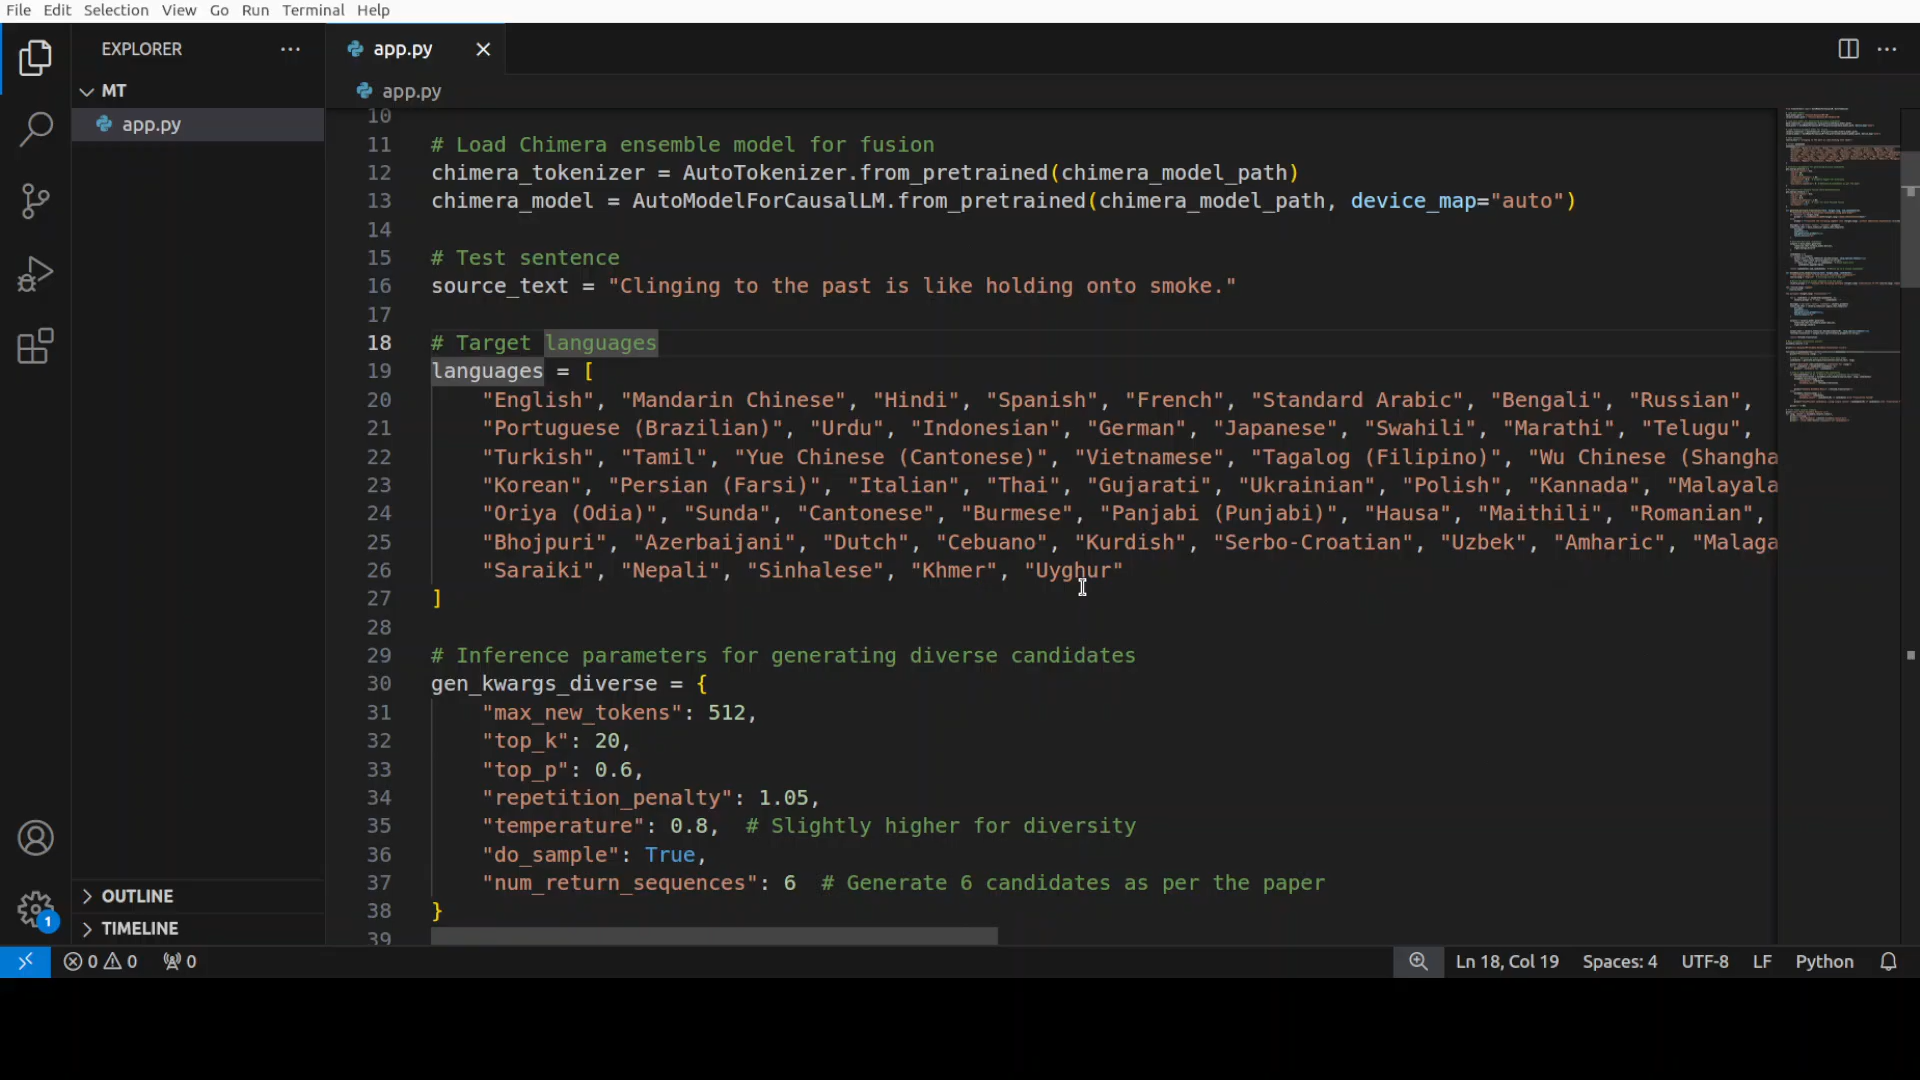 File Edit Selection View Go Run Terminal Help
EXPLORER
MT
app.py
OUTLINE
TIMELINE
1
app.py
app.py
10
11 # Load Chimera ensemble model for fusion
12 chimera_tokenizer = AutoTokenizer.from_pretrained(chimera_model_path)
13 chimera_model = AutoModelForCausalLM.from_pretrained(chimera_model_path, device_map="auto")
14
15 # Test sentence
16 source_text = "Clinging to the past is like holding onto smoke."
17
18 # Target languages
19 languages = [
20 "English", "Mandarin Chinese", "Hindi", "Spanish", "French", "Standard Arabic", "Bengali", "Russian",
21 "Portuguese (Brazilian)", "Urdu", "Indonesian", "German", "Japanese", "Swahili", "Marathi", "Telugu",
22 "Turkish", "Tamil", "Yue Chinese (Cantonese)", "Vietnamese", "Tagalog (Filipino)", "Wu Chinese (Shangha
23 "Korean", "Persian (Farsi)", "Italian", "Thai", "Gujarati", "Ukrainian", "Polish", "Kannada", "Malayala
24 "Oriya (Odia)", "Sunda", "Cantonese", "Burmese", "Panjabi (Punjabi)", "Hausa", "Maithili", "Romanian",
25 "Bhojpuri", "Azerbaijani", "Dutch", "Cebuano", "Kurdish", "Serbo-Croatian", "Uzbek", "Amharic", "Malaga
26 "Saraiki", "Nepali", "Sinhalese", "Khmer", "Uyghur"
27 ]
28
29 # Inference parameters for generating diverse candidates
30 gen_kwargs_diverse = {
31 "max_new_tokens": 512,
32 "top_k": 20,
33 "top_p": 0.6,
34 "repetition_penalty": 1.05,
35 "temperature": 0.8, # Slightly higher for diversity
36 "do_sample": True,
37 "num_return_sequences": 6 # Generate 6 candidates as per the paper
38 }
39
0 0 0 Ln 18, Col 19 Spaces: 4 UTF-8 LF Python